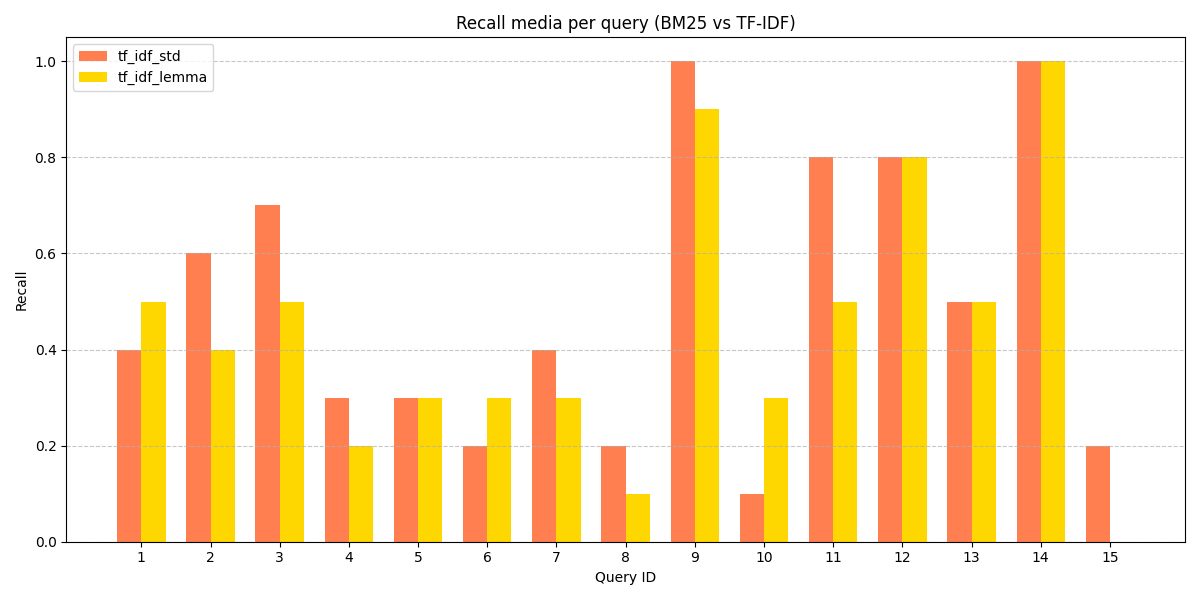 Recall media per query (BM25 vs TF-IDF)
tf_idf_std
tf_idf_lemma
Recall
1.0
0.8
0.6
0.4
0.2
0.0
1 2 3 4 5 6 7 8 9 10 11 12 13 14 15
Query ID